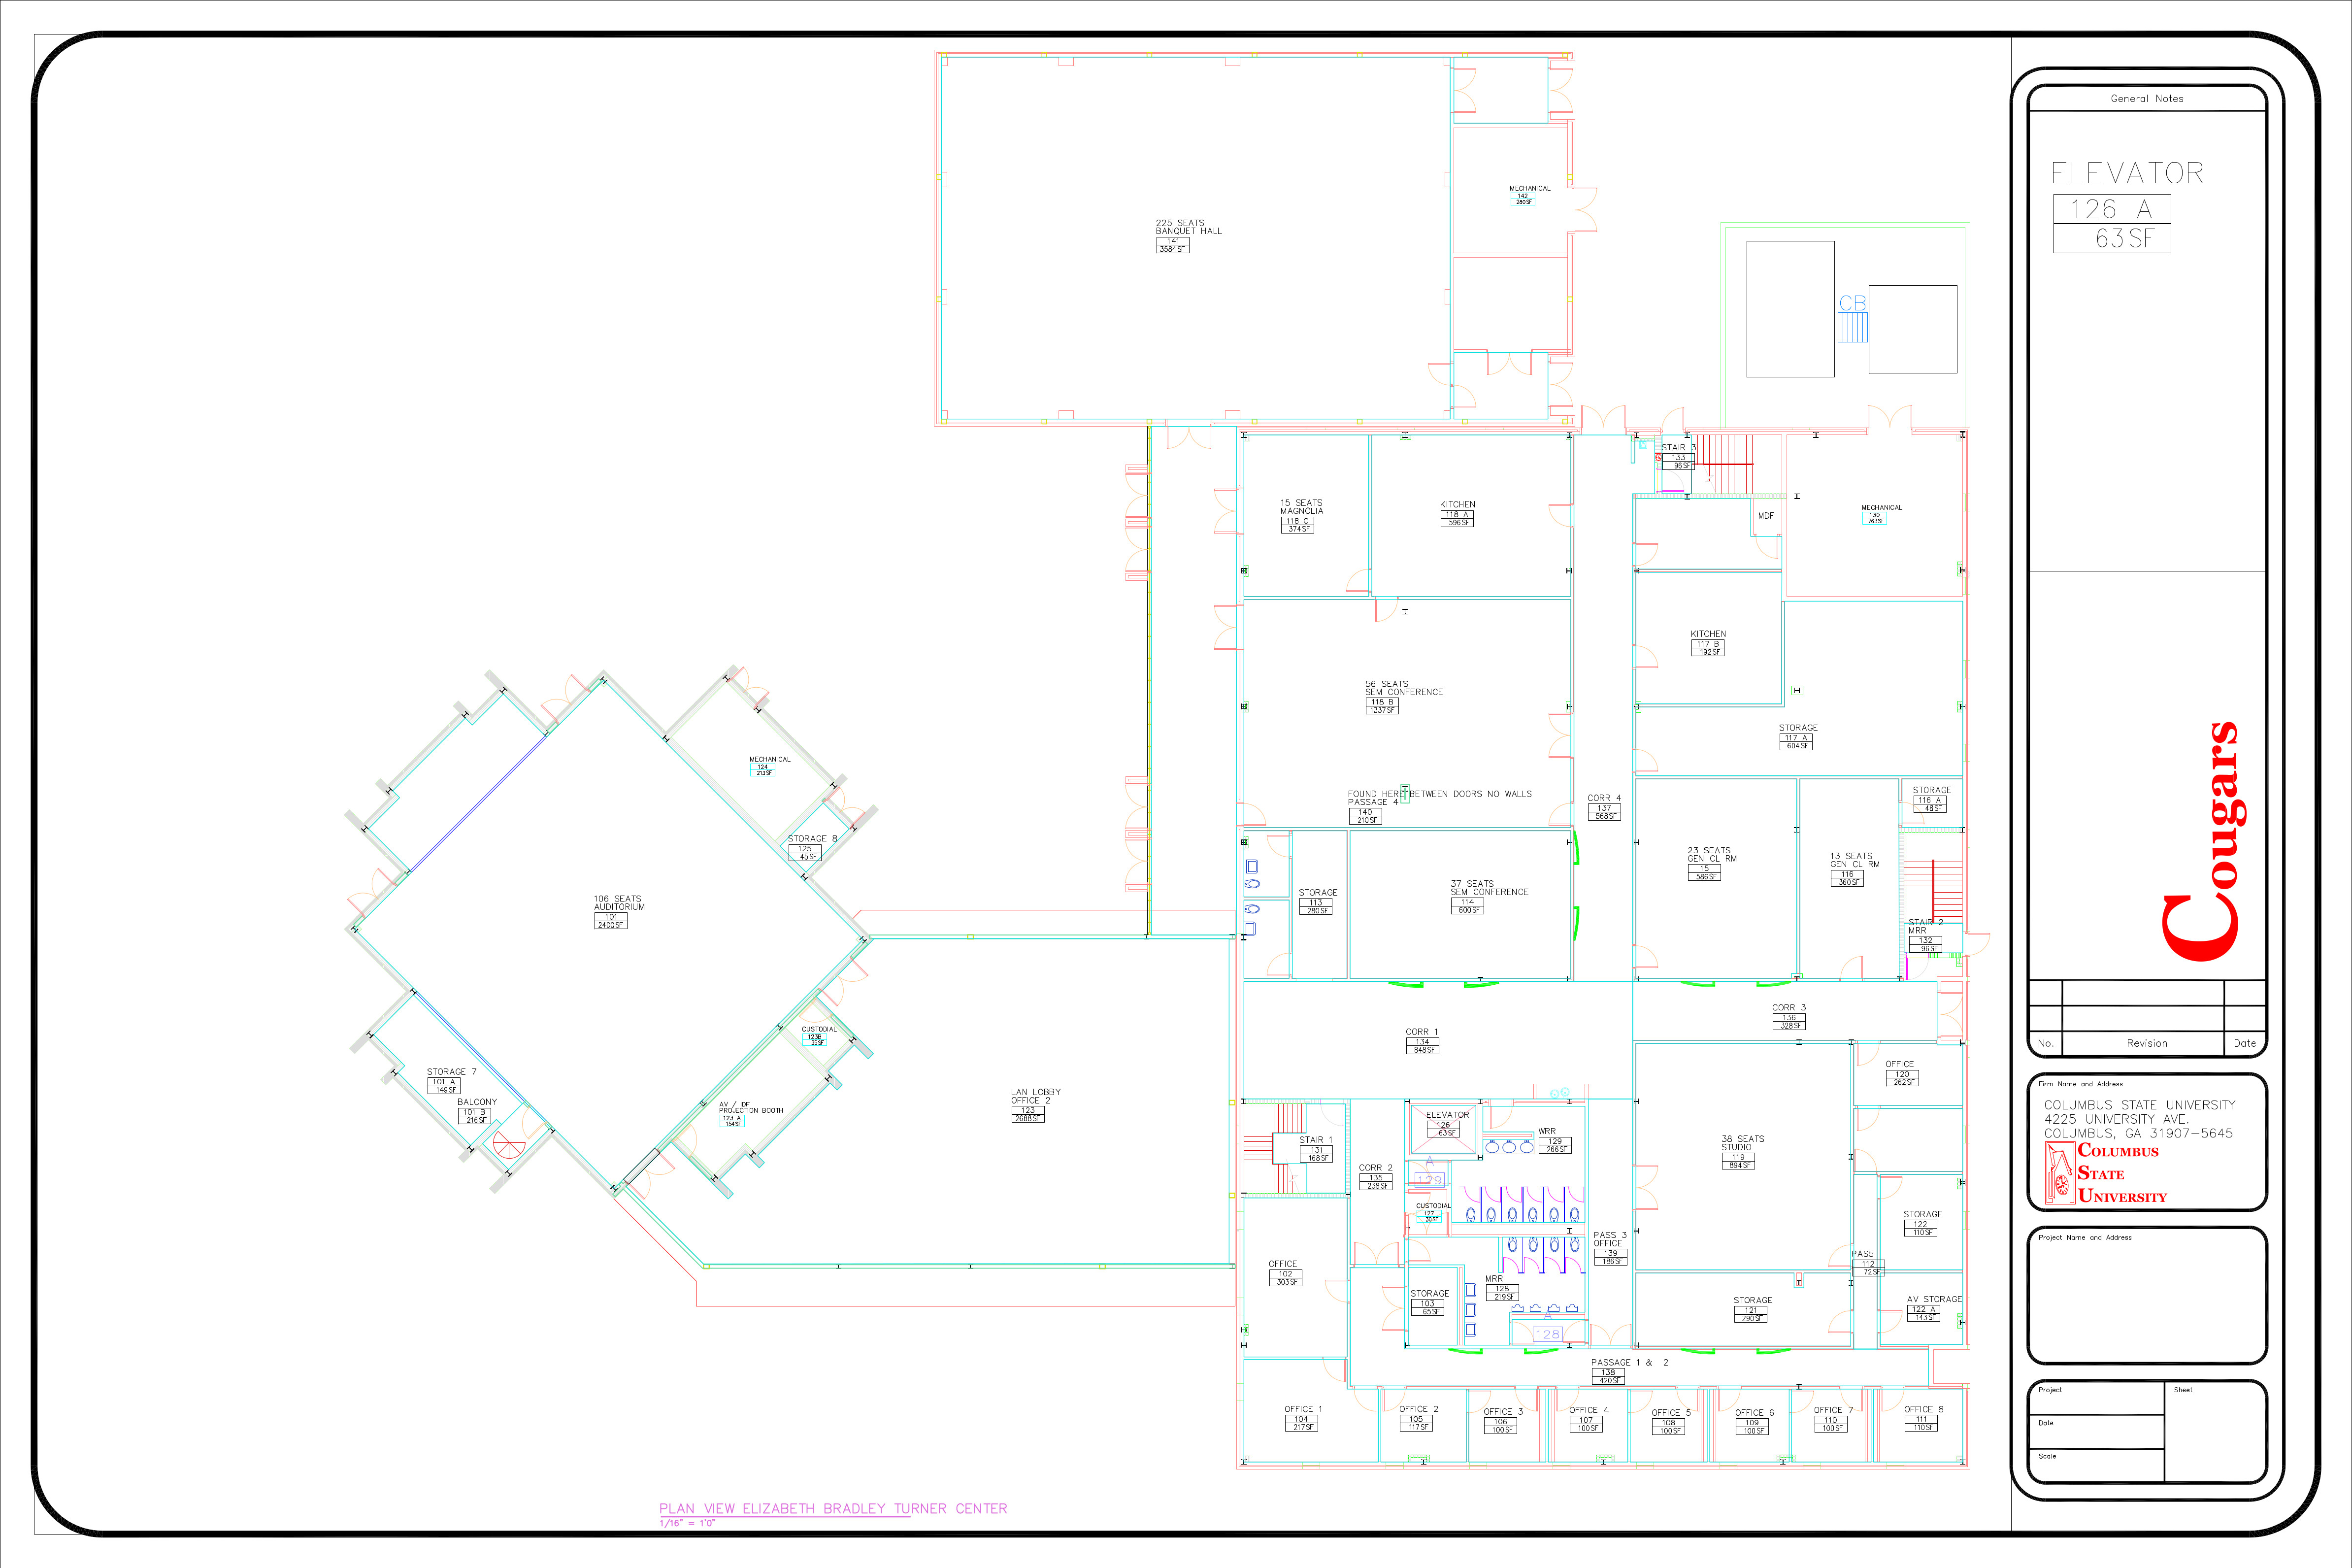 225 SEATS
BANQUET HALL
141
3584 SF
MECHANICAL
142
280 SF
CB
STAIR 3
133
96 SF
15 SEATS
MAGNOLIA
118 C
374 SF
KITCHEN
118 A
596 SF
MDF
MECHANICAL
130
763 SF
KITCHEN
117 B
192 SF
56 SEATS
SEM CONFERENCE
118 B
1337 SF
STORAGE
117 A
604 SF
MECHANICAL
124
213 SF
FOUND HERE BETWEEN DOORS NO WALLS
PASSAGE 4
140
210 SF
CORR 4
137
568 SF
STORAGE
116 A
48 SF
STORAGE 8
125
45 SF
23 SEATS
GEN CL RM
15
586 SF
13 SEATS
GEN CL RM
116
360 SF
106 SEATS
AUDITORIUM
101
2400 SF
STORAGE
113
280 SF
37 SEATS
SEM CONFERENCE
114
600 SF
STAIR 2
MRR
132
96 SF
CORR 3
136
328 SF
CUSTODIAL
123B
35 SF
CORR 1
134
848 SF
STORAGE 7
101 A
149 SF
BALCONY
101 B
216 SF
AV / IDF
PROJECTION BOOTH
123 A
154 SF
LAN LOBBY
OFFICE 2
123
2688 SF
OFFICE
120
262 SF
ELEVATOR
126
63 SF
WRR
129
266 SF
STAIR 1
131
168 SF
38 SEATS
STUDIO
119
894 SF
CORR 2
135
238 SF
A
129
CUSTODIAL
127
30 SF
STORAGE
122
110 SF
PASS 3
OFFICE
139
186 SF
PAS5
112
72 SF
OFFICE
102
303 SF
MRR
128
219 SF
STORAGE
103
65 SF
STORAGE
121
290 SF
AV STORAGE
122 A
143 SF
A
128
PASSAGE 1 & 2
138
420 SF
OFFICE 1
104
217 SF
OFFICE 2
105
117 SF
OFFICE 3
106
100 SF
OFFICE 4
107
100 SF
OFFICE 5
108
100 SF
OFFICE 6
109
100 SF
OFFICE 7
110
100 SF
OFFICE 8
111
110 SF
PLAN VIEW ELIZABETH BRADLEY TURNER CENTER
1/16" = 1'0"
General Notes
ELEVATOR
126 A
63 SF
Cougars
No. Revision Date
Firm Name and Address
COLUMBUS STATE UNIVERSITY
4225 UNIVERSITY AVE.
COLUMBUS, GA 31907-5645
COLUMBUS
STATE
UNIVERSITY
Project Name and Address
Project
Sheet
Date
Scale